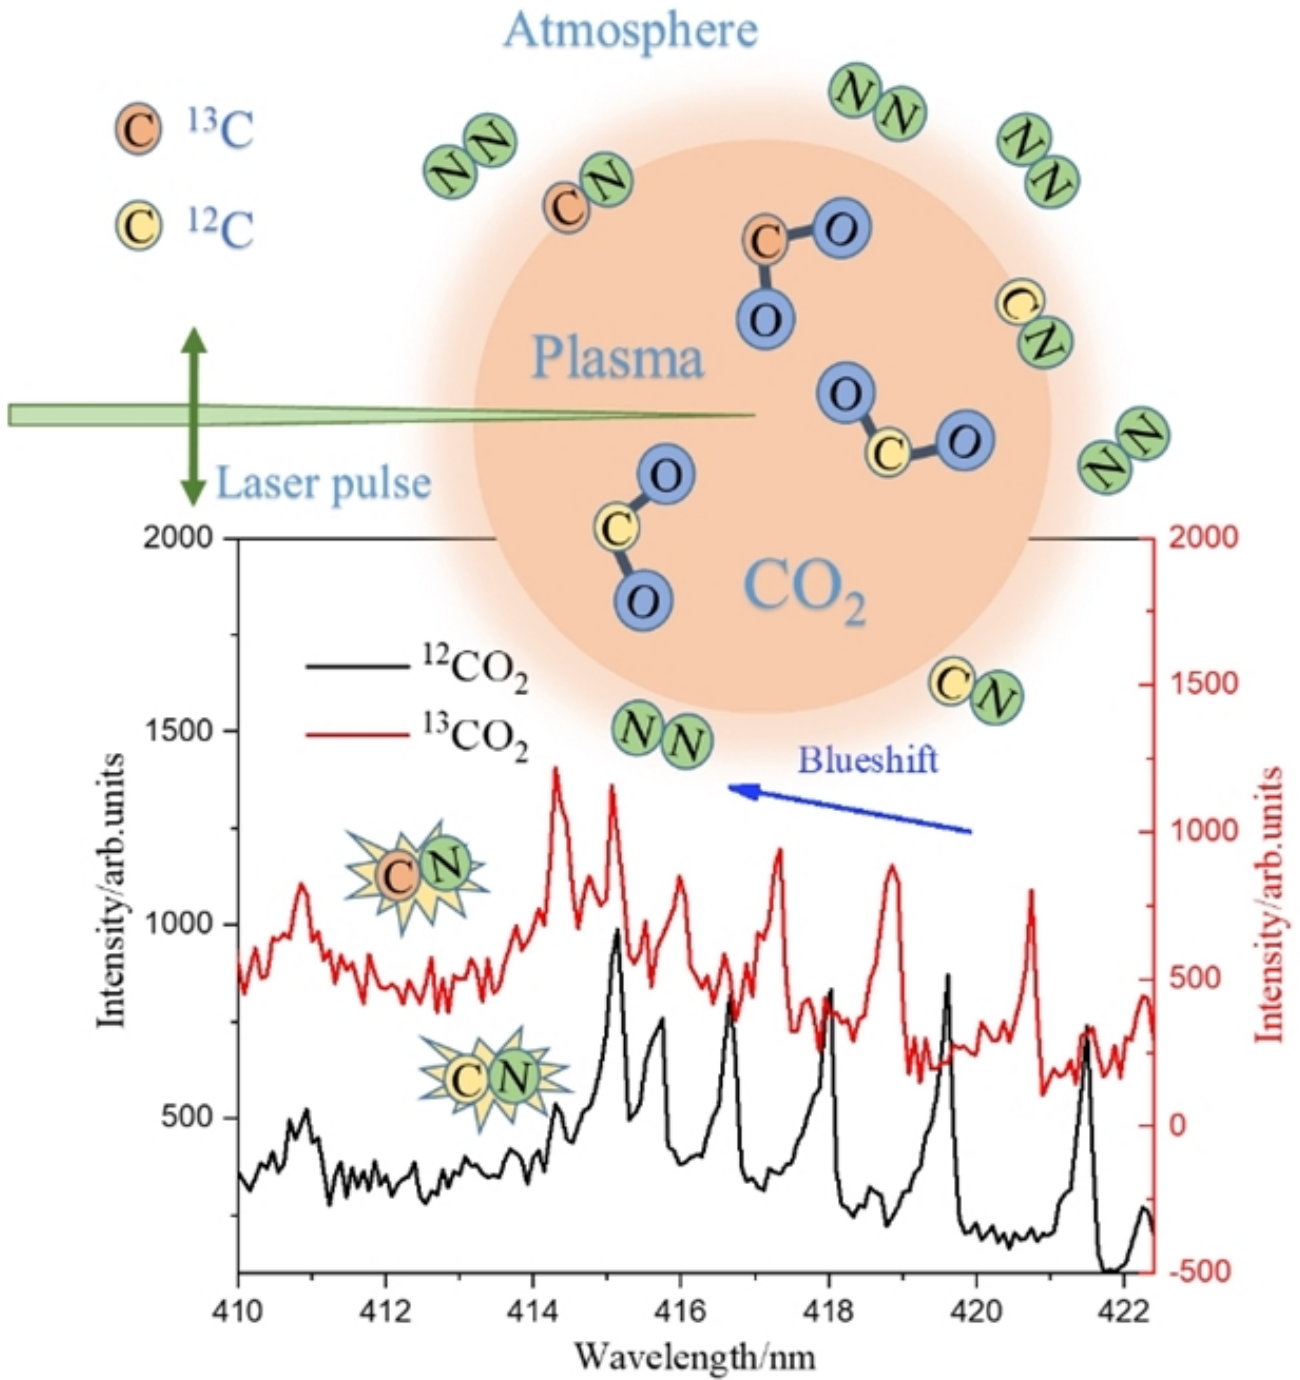 Atmosphere
N N
N N
N N
C ¹³C
C N
C O
O
C ¹²C
C N
Plasma
O
C O
N N
Laser pulse
O
C
O
CO₂
2000
2000
¹²CO₂
C N
1500
¹³CO₂
N N
1500
Blueshift
Intensity/arb.units
1000
C N
1000
500
C N
500
0
-500
Intensity/arb.units
410 412 414 416 418 420 422
Wavelength/nm